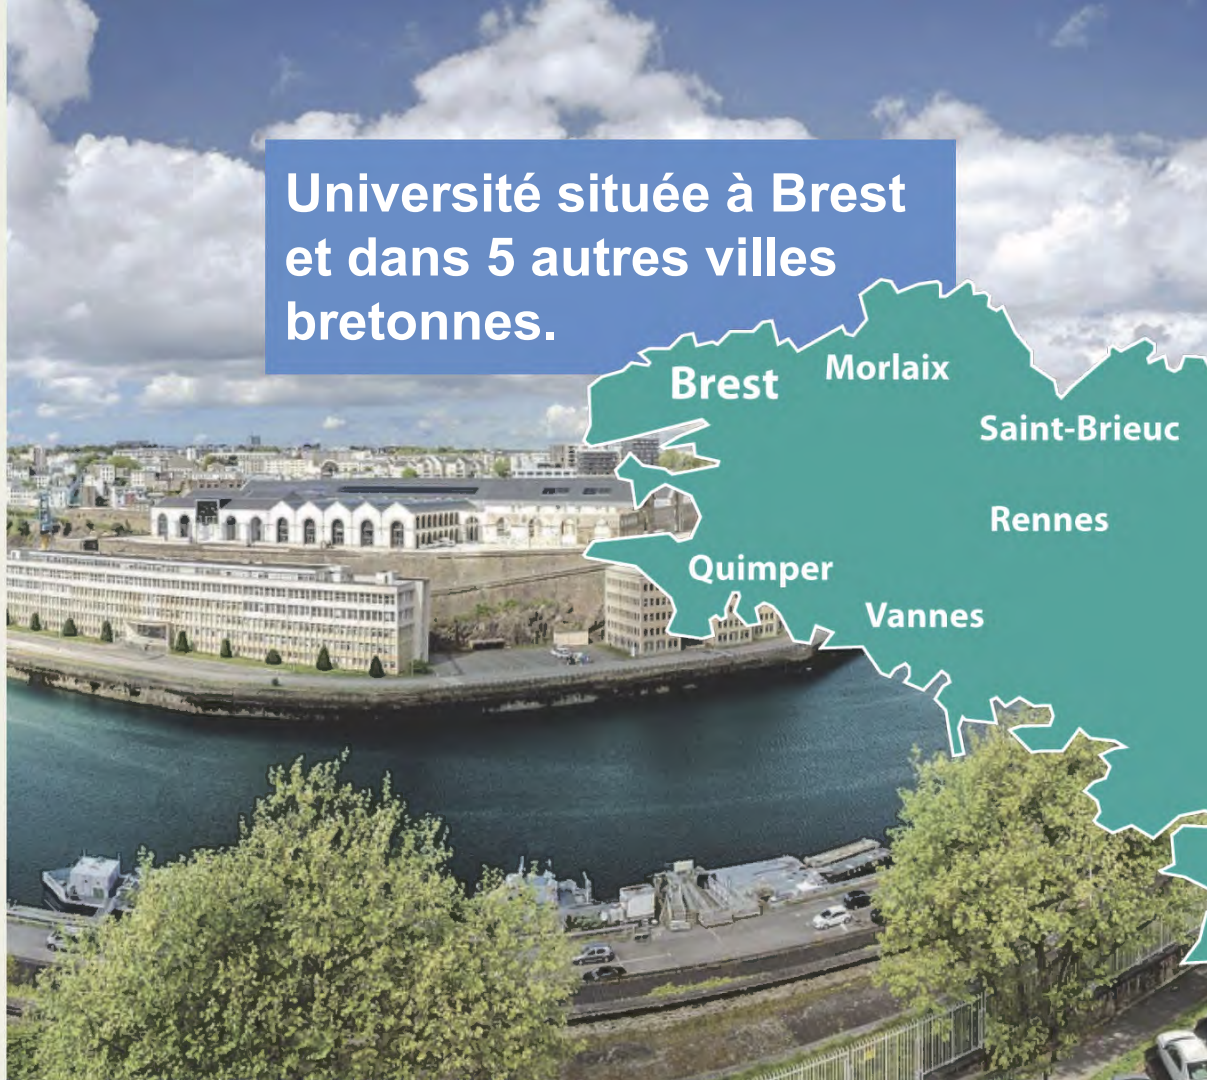 Université située à Brest
et dans 5 autres villes
bretonnes.
Brest
Morlaix
Saint-Brieuc
Rennes
Quimper
Vannes